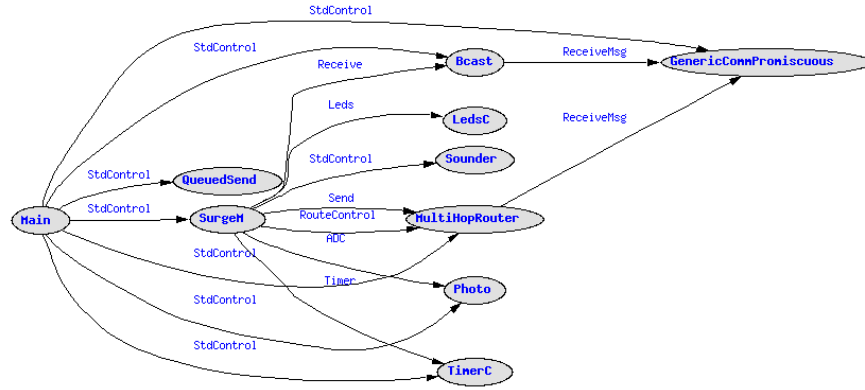 StdControl
StdControl
Receive
Bcast
ReceiveMsg
GenericCommPromiscuous
Leds
LedsC
ReceiveMsg
StdControl
Sounder
StdControl
QueuedSend
Send
Main
StdControl
SurgeM
RouteControl
MultiHopRouter
ADC
StdControl
Timer
Photo
StdControl
StdControl
TimerC